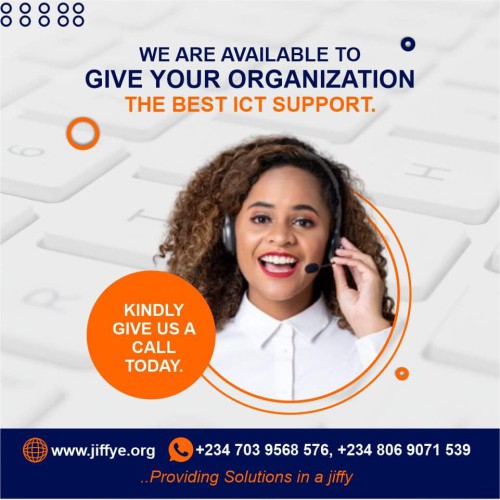 WE ARE AVAILABLE TO
GIVE YOUR ORGANIZATION
THE BEST ICT SUPPORT.
KINDLY
GIVE US A
CALL
TODAY.
www.jiffye.org +234 703 9568 576, +234 806 9071 539
..Providing Solutions in a jiffy